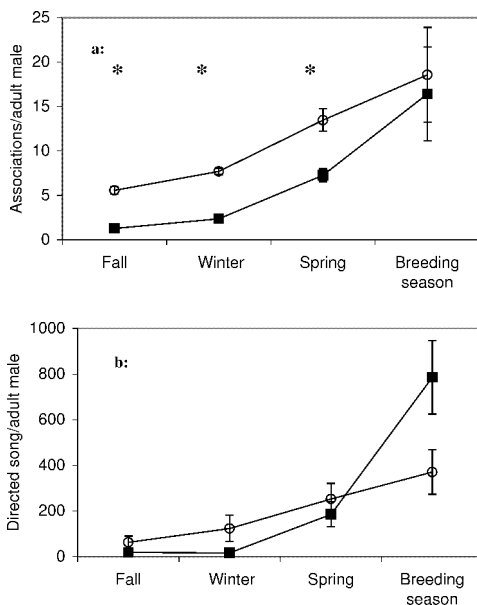 25
20
15
10
5
0
Associations/adult male
a:
* * *
Fall Winter Spring Breeding
season
1000
800
600
400
200
0
Directed song/adult male
b:
Fall Winter Spring Breeding
season